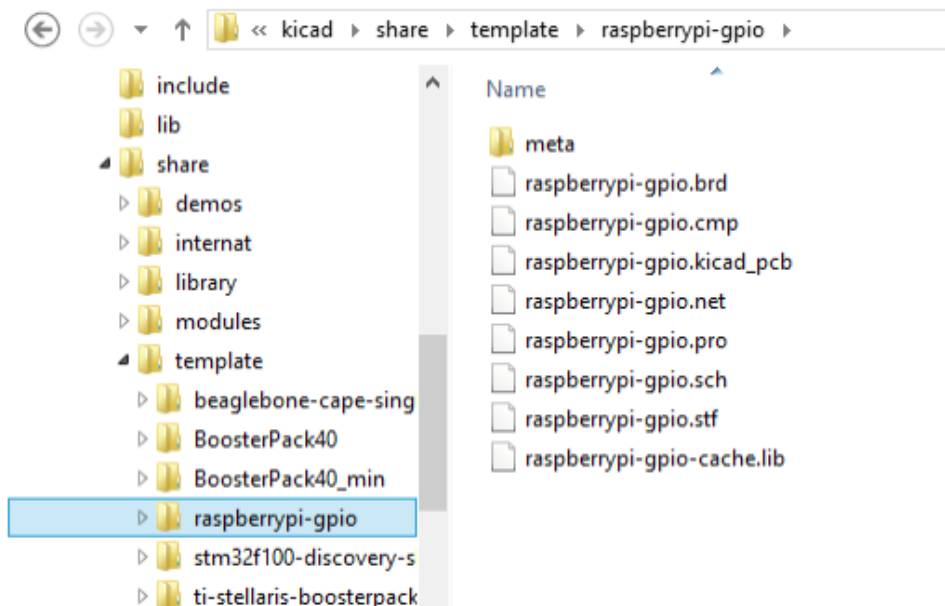 « kicad share template raspberrypi-gpio
include
lib
share
demos
internat
library
modules
template
beaglebone-cape-sing
BoosterPack40
BoosterPack40_min
raspberrypi-gpio
stm32f100-discovery-s
ti-stellaris-boosterpack
Name
meta
raspberrypi-gpio.brd
raspberrypi-gpio.cmp
raspberrypi-gpio.kicad_pcb
raspberrypi-gpio.net
raspberrypi-gpio.pro
raspberrypi-gpio.sch
raspberrypi-gpio.stf
raspberrypi-gpio-cache.lib